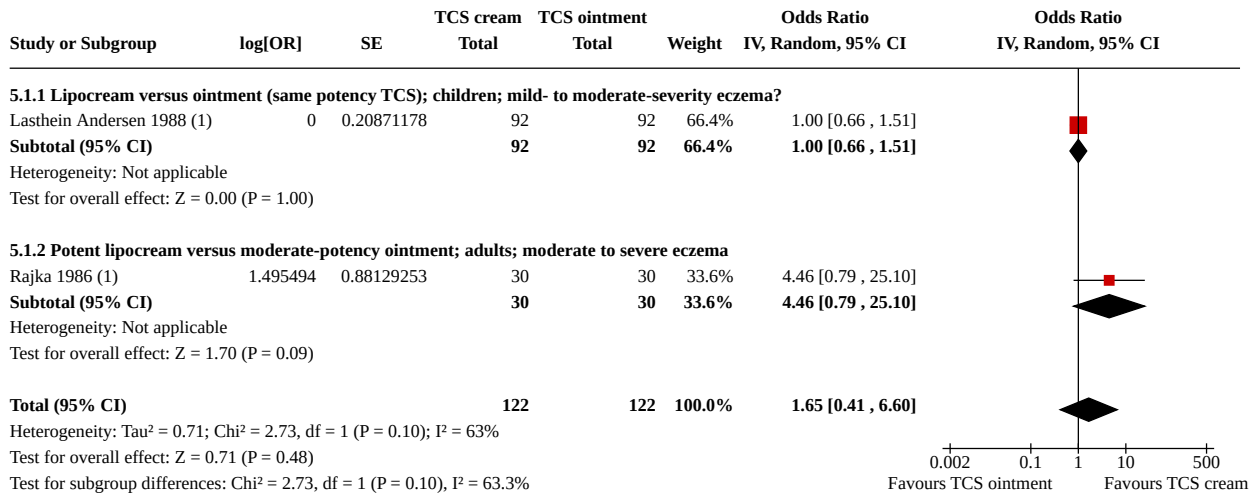 TCS cream TCS ointment Odds Ratio Odds Ratio
Study or Subgroup log[OR] SE Total Total Weight IV, Random, 95% CI IV, Random, 95% CI
5.1.1 Lipocream versus ointment (same potency TCS); children; mild- to moderate-severity eczema?
Lasthein Andersen 1988 (1) 0 0.20871178 92 92 66.4% 1.00 [0.66 , 1.51]
Subtotal (95% CI) 92 92 66.4% 1.00 [0.66 , 1.51]
Heterogeneity: Not applicable
Test for overall effect: Z = 0.00 (P = 1.00)
5.1.2 Potent lipocream versus moderate-potency ointment; adults; moderate to severe eczema
Rajka 1986 (1) 1.495494 0.88129253 30 30 33.6% 4.46 [0.79 , 25.10]
Subtotal (95% CI) 30 30 33.6% 4.46 [0.79 , 25.10]
Heterogeneity: Not applicable
Test for overall effect: Z = 1.70 (P = 0.09)
Total (95% CI) 122 122 100.0% 1.65 [0.41 , 6.60]
Heterogeneity: Tau² = 0.71; Chi² = 2.73, df = 1 (P = 0.10); I² = 63%
Test for overall effect: Z = 0.71 (P = 0.48)
Test for subgroup differences: Chi² = 2.73, df = 1 (P = 0.10), I² = 63.3%
0.002 0.1 1 10 500
Favours TCS ointment Favours TCS cream